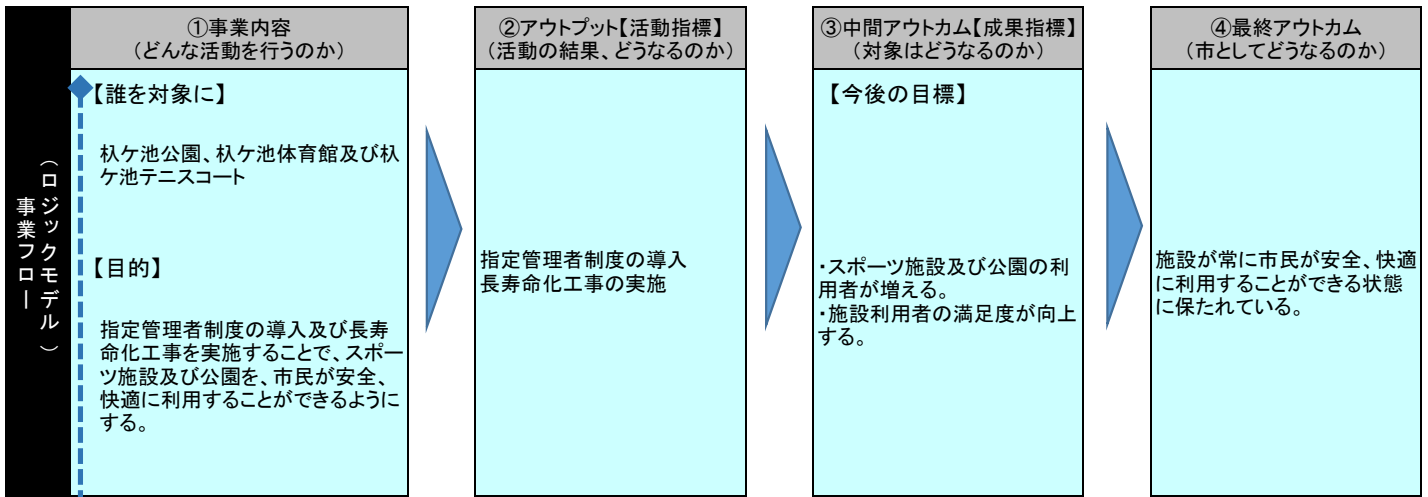 事業フロー
（ロジックモデル）
①事業内容
（どんな活動を行うのか）
【誰を対象に】
杁ケ池公園、杁ケ池体育館及び杁
ケ池テニスコート
【目的】
指定管理者制度の導入及び長寿
命化工事を実施することで、スポー
ツ施設及び公園を、市民が安全、
快適に利用することができるように
する。
②アウトプット【活動指標】
（活動の結果、どうなるのか）
指定管理者制度の導入
長寿命化工事の実施
③中間アウトカム【成果指標】
（対象はどうなるのか）
【今後の目標】
・スポーツ施設及び公園の利
用者が増える。
・施設利用者の満足度が向上
する。
④最終アウトカム
（市としてどうなるのか）
施設が常に市民が安全、快適
に利用することができる状態
に保たれている。